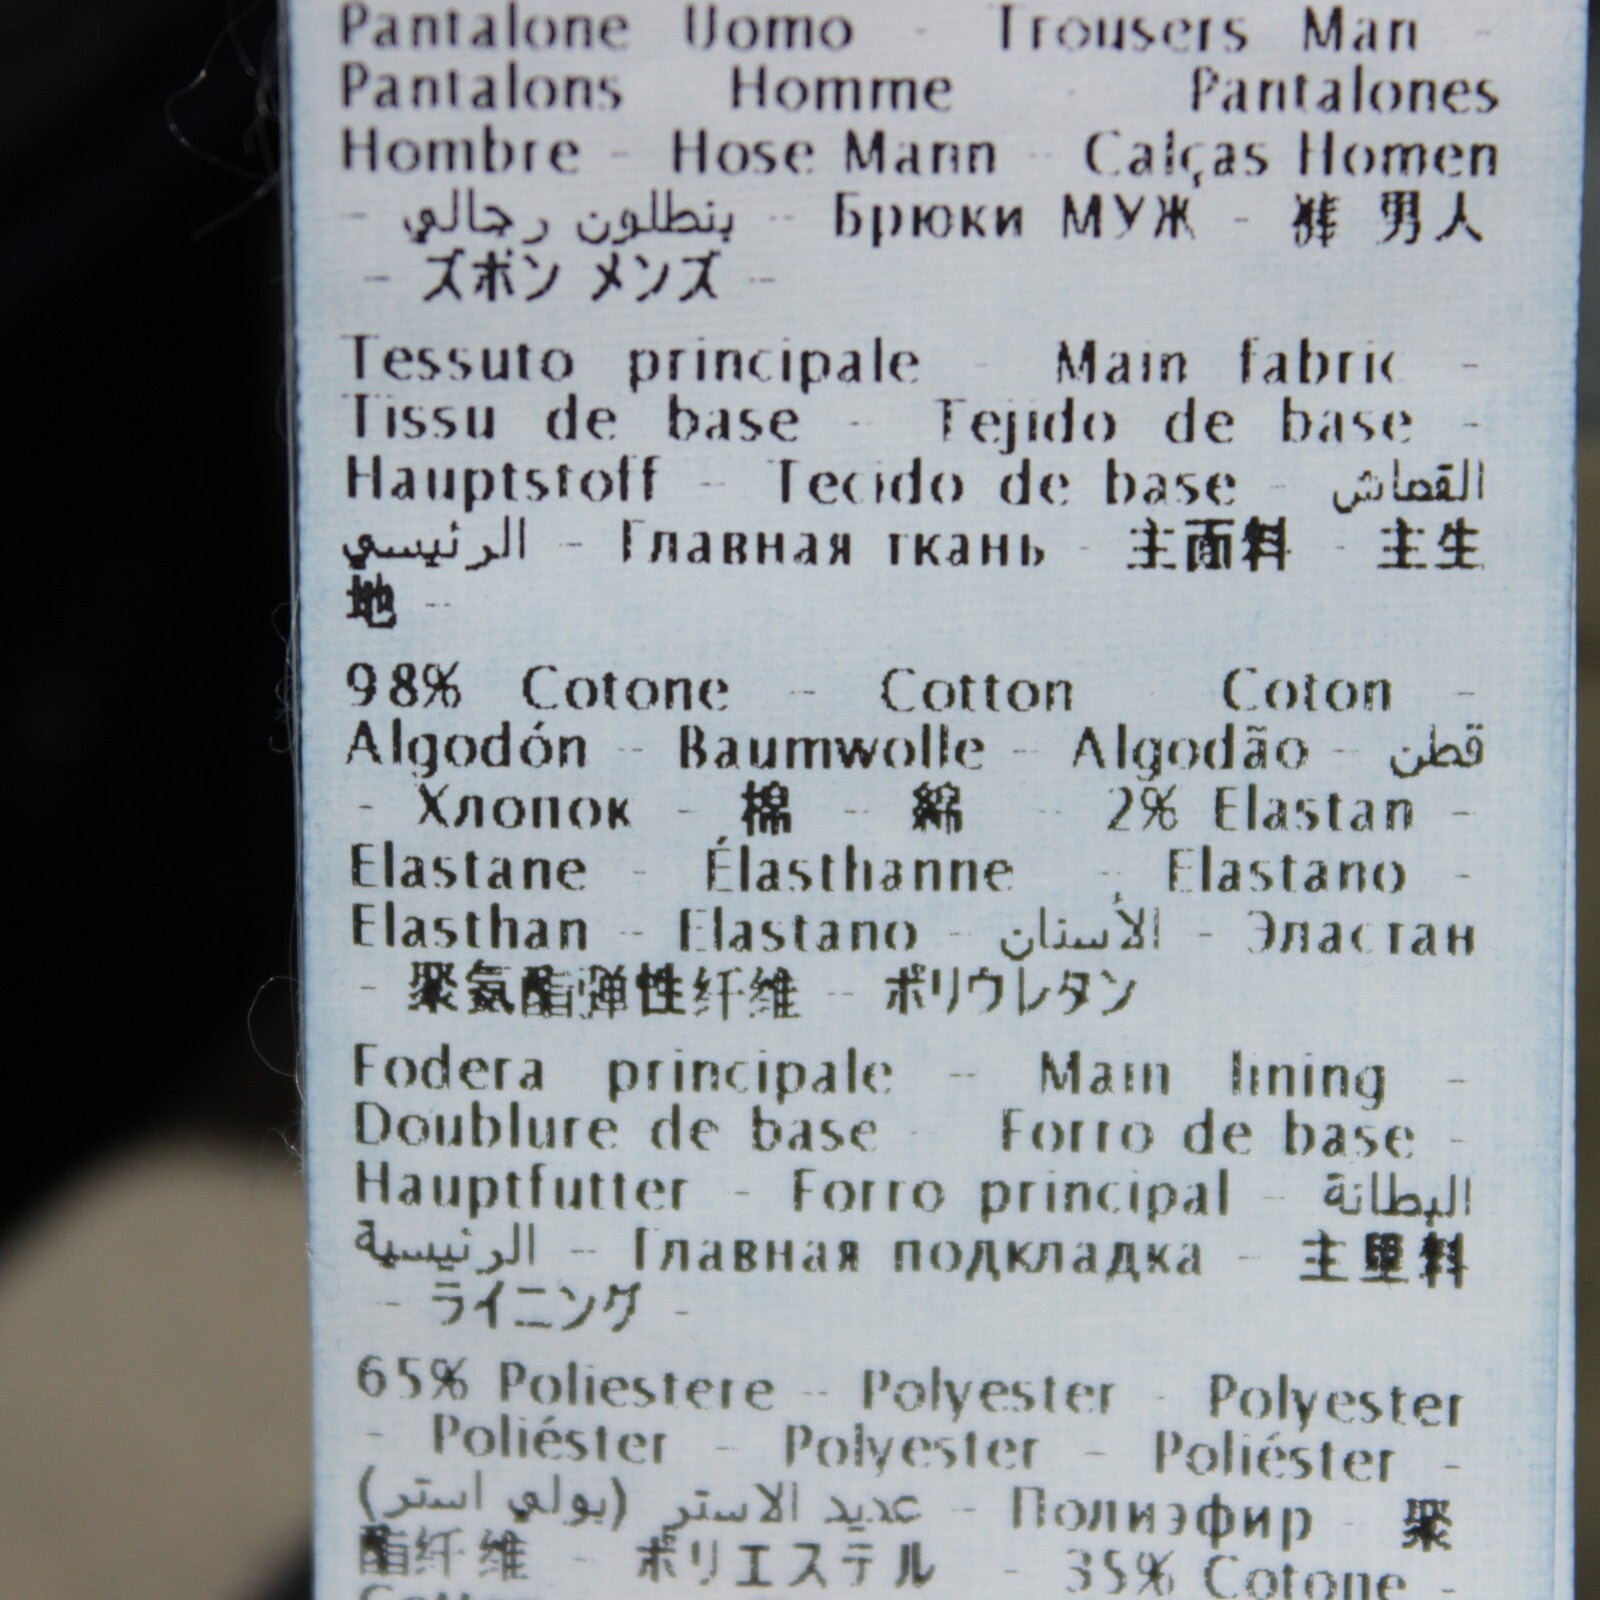 Pantalone Uomo - Trousers Man -
Pantalons Homme Pantalones
Hombre - Hose Mann - Calças Homen
- بنطلون رجالي - Брюки МУЖ - 裤 男人
- ズボン メンズ -
Tessuto principale - Main fabric -
Tissu de base - Tejido de base -
Hauptstoff - Tecido de base - القماش
الرئيسي - Главная ткань - 主面料 - 主生
地 -
98% Cotone - Cotton Coton -
Algodón - Baumwolle - Algodão - قطن
- Хлопок - 棉 - 綿 - 2% Elastan -
Elastane - Élasthanne - Elastano -
Elasthan - Elastano - الأستان - Эластан
- 聚氨酯弹性纤维 - ポリウレタン
Fodera principale - Main lining -
Doublure de base Forro de base -
Hauptfutter - Forro principal - البطانة
الرئيسية - Главная подкладка - 主里料
- ライニング -
65% Poliestere - Polyester - Polyester
- Poliéster - Polyester - Poliéster -
عديد الاستر (بولي استر) - Полиэфир - 聚
酯纤维 - ポリエステル - 35% Cotone -